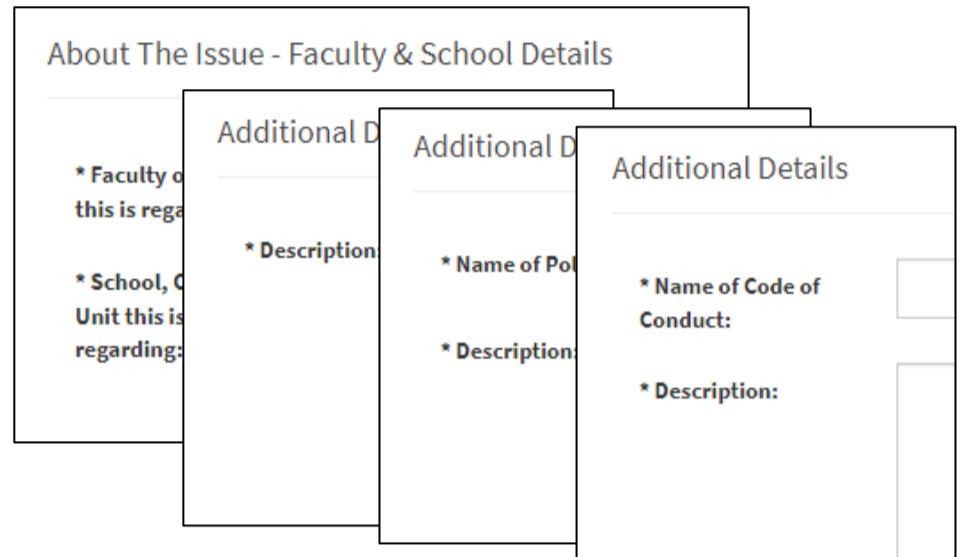 About The Issue - Faculty & School Details
* Faculty o
this is rega
* School, C
Unit this is
regarding:
Additional D
* Description:
Additional D
* Name of Pol
* Description:
Additional Details
* Name of Code of
Conduct:
* Description: